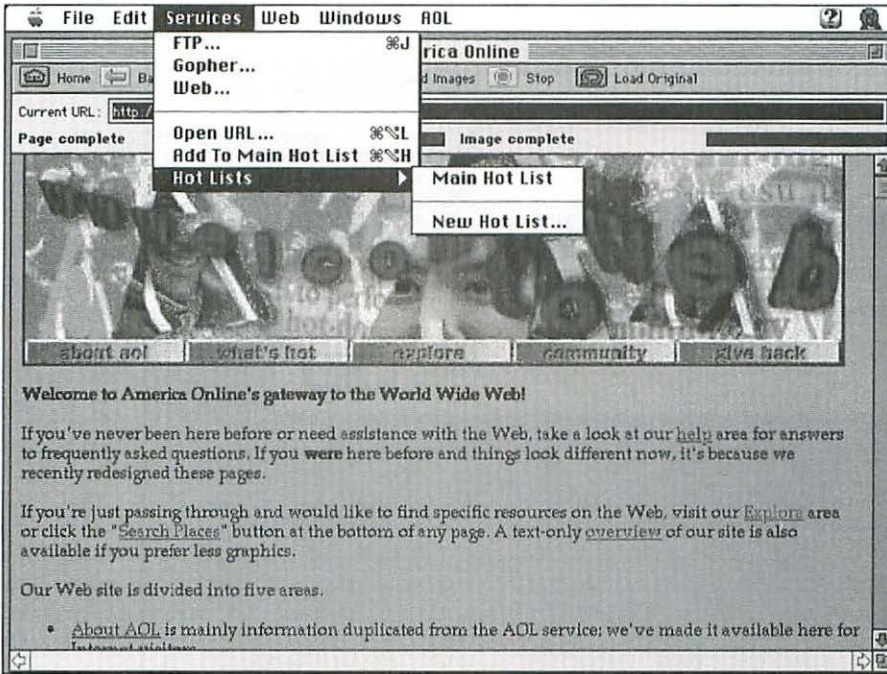 File Edit Services Web Windows AOL
FTP... ⌘J
Gopher...
Web...
Open URL... ⌘⌥L
Add To Main Hot List ⌘⌥H
Hot Lists
Main Hot List
New Hot List...
rica Online
Home Ba d Images Stop Load Original
Current URL: http:/
Page complete Image complete
about aol what's hot explore community give back
Welcome to America Online's gateway to the World Wide Web!
If you've never been here before or need assistance with the Web, take a look at our help area for answers
to frequently asked questions. If you were here before and things look different now, it's because we
recently redesigned these pages.
If you're just passing through and would like to find specific resources on the Web, visit our Explore area
or click the "Search Places" button at the bottom of any page. A text-only overview of our site is also
available if you prefer less graphics.
Our Web site is divided into five areas.
• About AOL is mainly information duplicated from the AOL service; we've made it available here for
Internet visitors